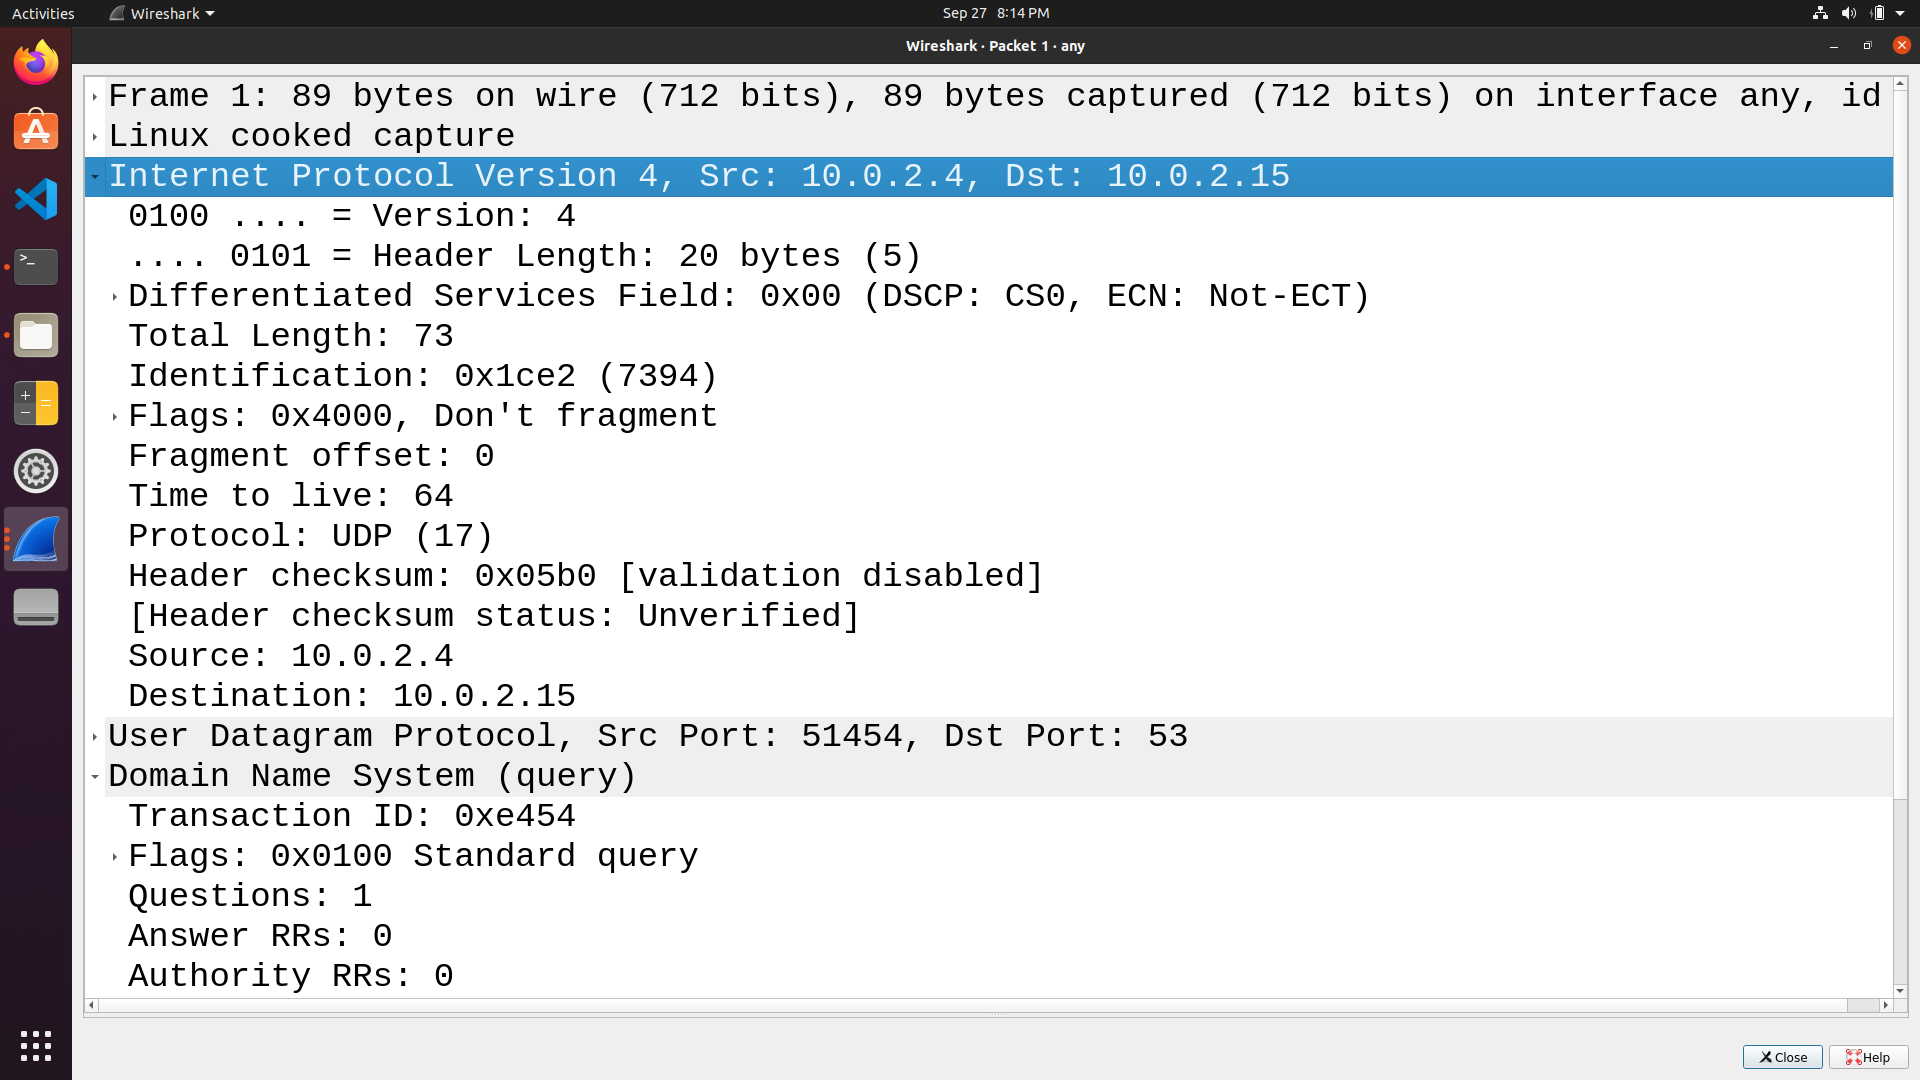 Activities Wireshark Sep 27 8:14 PM
Wireshark · Packet 1 · any
Frame 1: 89 bytes on wire (712 bits), 89 bytes captured (712 bits) on interface any, id
Linux cooked capture
Internet Protocol Version 4, Src: 10.0.2.4, Dst: 10.0.2.15
0100 .... = Version: 4
.... 0101 = Header Length: 20 bytes (5)
Differentiated Services Field: 0x00 (DSCP: CS0, ECN: Not-ECT)
Total Length: 73
Identification: 0x1ce2 (7394)
Flags: 0x4000, Don't fragment
Fragment offset: 0
Time to live: 64
Protocol: UDP (17)
Header checksum: 0x05b0 [validation disabled]
[Header checksum status: Unverified]
Source: 10.0.2.4
Destination: 10.0.2.15
User Datagram Protocol, Src Port: 51454, Dst Port: 53
Domain Name System (query)
Transaction ID: 0xe454
Flags: 0x0100 Standard query
Questions: 1
Answer RRs: 0
Authority RRs: 0
Close Help